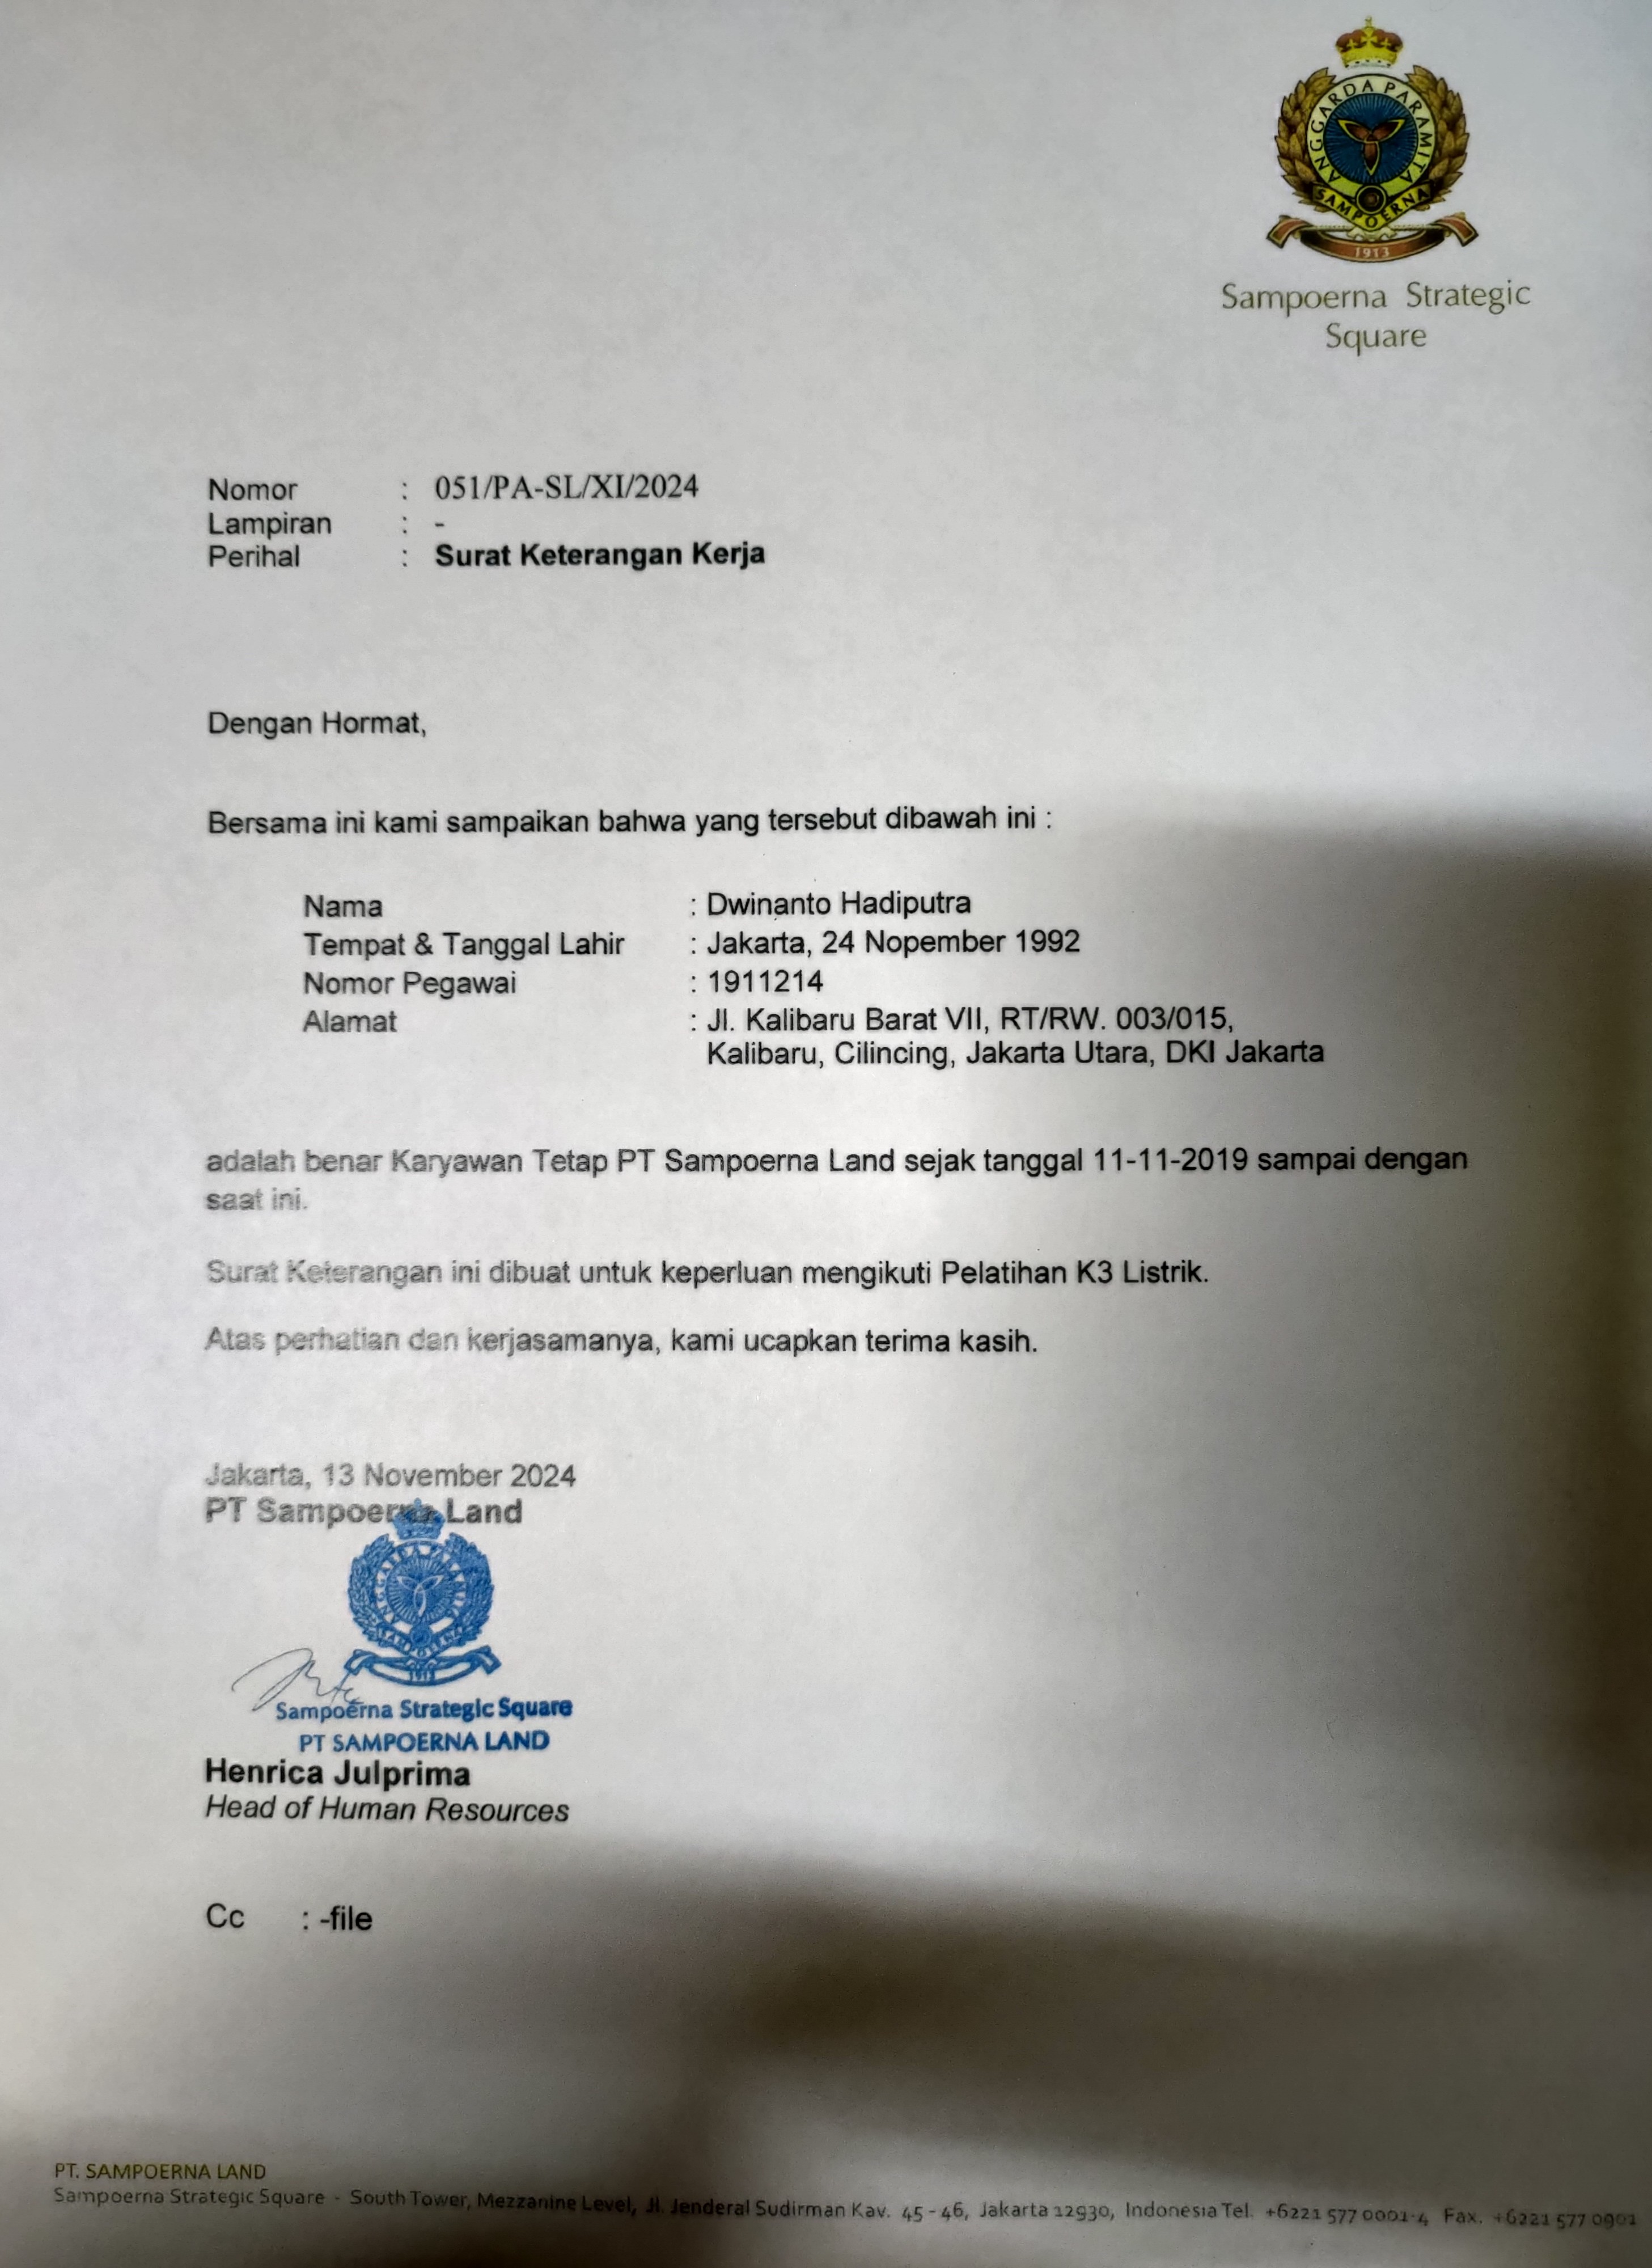 ANGGARDA PARAMITA
SAMPOERNA
1913
Sampoerna Strategic
Square
Nomor : 051/PA-SL/XI/2024
Lampiran : -
Perihal : Surat Keterangan Kerja
Dengan Hormat,
Bersama ini kami sampaikan bahwa yang tersebut dibawah ini :
Nama : Dwinanto Hadiputra
Tempat & Tanggal Lahir : Jakarta, 24 Nopember 1992
Nomor Pegawai : 1911214
Alamat : Jl. Kalibaru Barat VII, RT/RW. 003/015,
Kalibaru, Cilincing, Jakarta Utara, DKI Jakarta
adalah benar Karyawan Tetap PT Sampoerna Land sejak tanggal 11-11-2019 sampai dengan
saat ini.
Surat Keterangan ini dibuat untuk keperluan mengikuti Pelatihan K3 Listrik.
Atas perhatian dan kerjasamanya, kami ucapkan terima kasih.
Jakarta, 13 November 2024
PT Sampoerna Land
ANGGARDA PARAMITA
SAMPOERNA
1913
Sampoerna Strategic Square
PT SAMPOERNA LAND
Henrica Julprima
Head of Human Resources
Cc : -file
PT. SAMPOERNA LAND
Sampoerna Strategic Square - South Tower, Mezzanine Level, Jl. Jenderal Sudirman Kav. 45 - 46, Jakarta 12930, Indonesia Tel. +6221 577 0001-4 Fax. +6221 577 0901